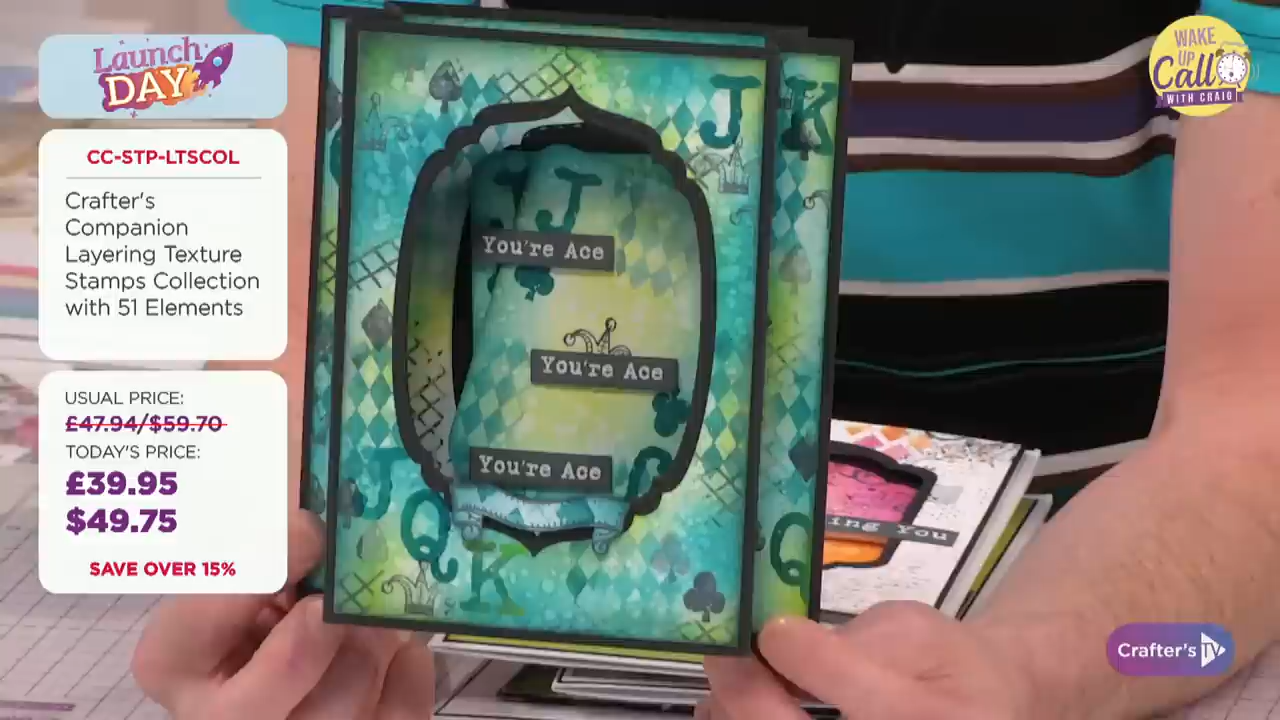 Launch
DAY
CC-STP-LTSCOL
Crafter's
Companion
Layering Texture
Stamps Collection
with 51 Elements
USUAL PRICE:
£47.94/$59.70
TODAY'S PRICE:
£39.95
$49.75
SAVE OVER 15%
J
K
J
J
You're Ace
You're Ace
You're Ace
J
Q
K
Q
ing You
WAKE
UP
Call
WITH CRAIG
Crafter's TV